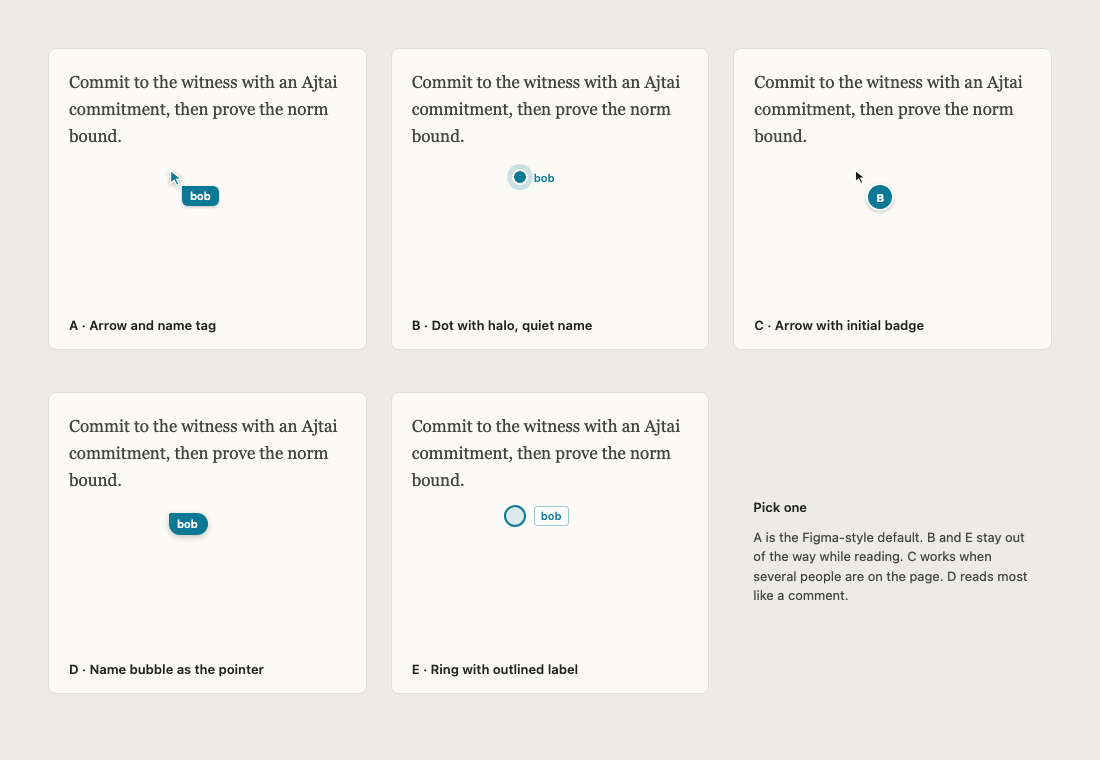 Commit to the witness with an Ajtai
commitment, then prove the norm
bound.
bob
A · Arrow and name tag
Commit to the witness with an Ajtai
commitment, then prove the norm
bound.
bob
B · Dot with halo, quiet name
Commit to the witness with an Ajtai
commitment, then prove the norm
bound.
B
C · Arrow with initial badge
Commit to the witness with an Ajtai
commitment, then prove the norm
bound.
bob
D · Name bubble as the pointer
Commit to the witness with an Ajtai
commitment, then prove the norm
bound.
bob
E · Ring with outlined label
Pick one
A is the Figma-style default. B and E stay out
of the way while reading. C works when
several people are on the page. D reads most
like a comment.